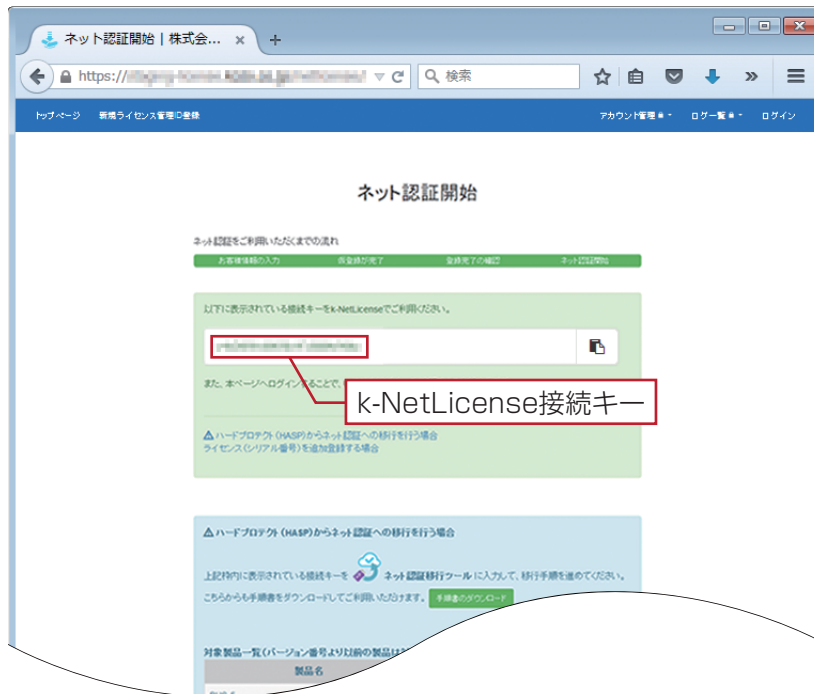 ネット認証開始 | 株式会... × +
https://
検索
トップページ 新規ライセンス管理ID登録 アカウント管理 ログ一覧 ログイン
ネット認証開始
ネット認証をご利用いただくまでの流れ
お客様情報の入力 仮登録が完了 登録完了の確認 ネット認証開始
以下に表示されている接続キーをk-NetLicenseでご利用ください。
また、本ページへログインすることで、
k-NetLicense接続キー
ハードプロテクト(HASP)からネット認証への移行を行う場合
ライセンス(シリアル番号)を追加登録する場合
ハードプロテクト(HASP)からネット認証への移行を行う場合
上記枠内に表示されている接続キーを ネット認証移行ツール に入力して、移行手順を進めてください。
こちらからも手順書をダウンロードしてご利用いただけます。 手順書のダウンロード
対象製品一覧(バージョン番号より以前の製品は
製品名